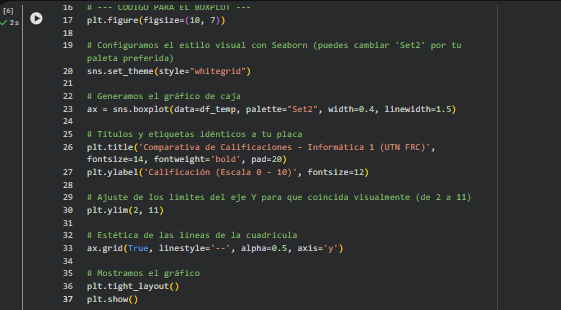 [6]
✓ 2s
16 # --- CODIGO PARA EL BOXPLOT ---
17 plt.figure(figsize=(10, 7))
18
19 # Configuramos el estilo visual con Seaborn (puedes cambiar 'Set2' por tu
paleta preferida)
20 sns.set_theme(style="whitegrid")
21
22 # Generamos el gráfico de caja
23 ax = sns.boxplot(data=df_temp, palette="Set2", width=0.4, linewidth=1.5)
24
25 # Títulos y etiquetas idénticos a tu placa
26 plt.title('Comparativa de Calificaciones - Informática 1 (UTN FRC)',
fontsize=14, fontweight='bold', pad=20)
27 plt.ylabel('Calificación (Escala 0 - 10)', fontsize=12)
28
29 # Ajuste de los límites del eje Y para que coincida visualmente (de 2 a 11)
30 plt.ylim(2, 11)
31
32 # Estética de las líneas de la cuadrícula
33 ax.grid(True, linestyle='--', alpha=0.5, axis='y')
34
35 # Mostramos el gráfico
36 plt.tight_layout()
37 plt.show()